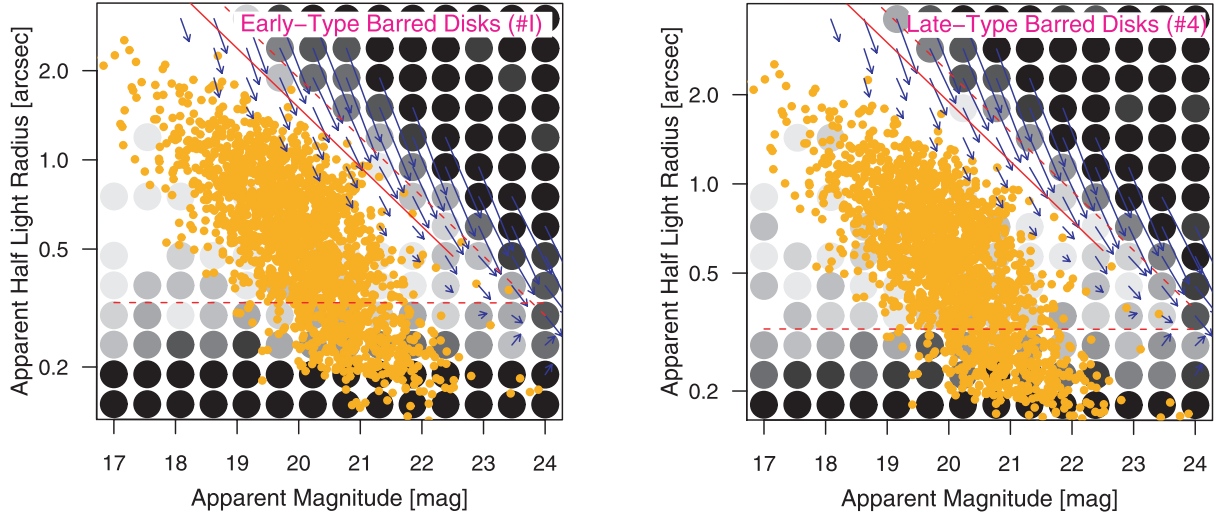 Early−Type Barred Disks (#I)
Apparent Half Light Radius [arcsec]
2.0
1.0
0.5
0.2
17 18 19 20 21 22 23 24
Apparent Magnitude [mag]
Late−Type Barred Disks (#4)
Apparent Half Light Radius [arcsec]
2.0
1.0
0.5
0.2
17 18 19 20 21 22 23 24
Apparent Magnitude [mag]